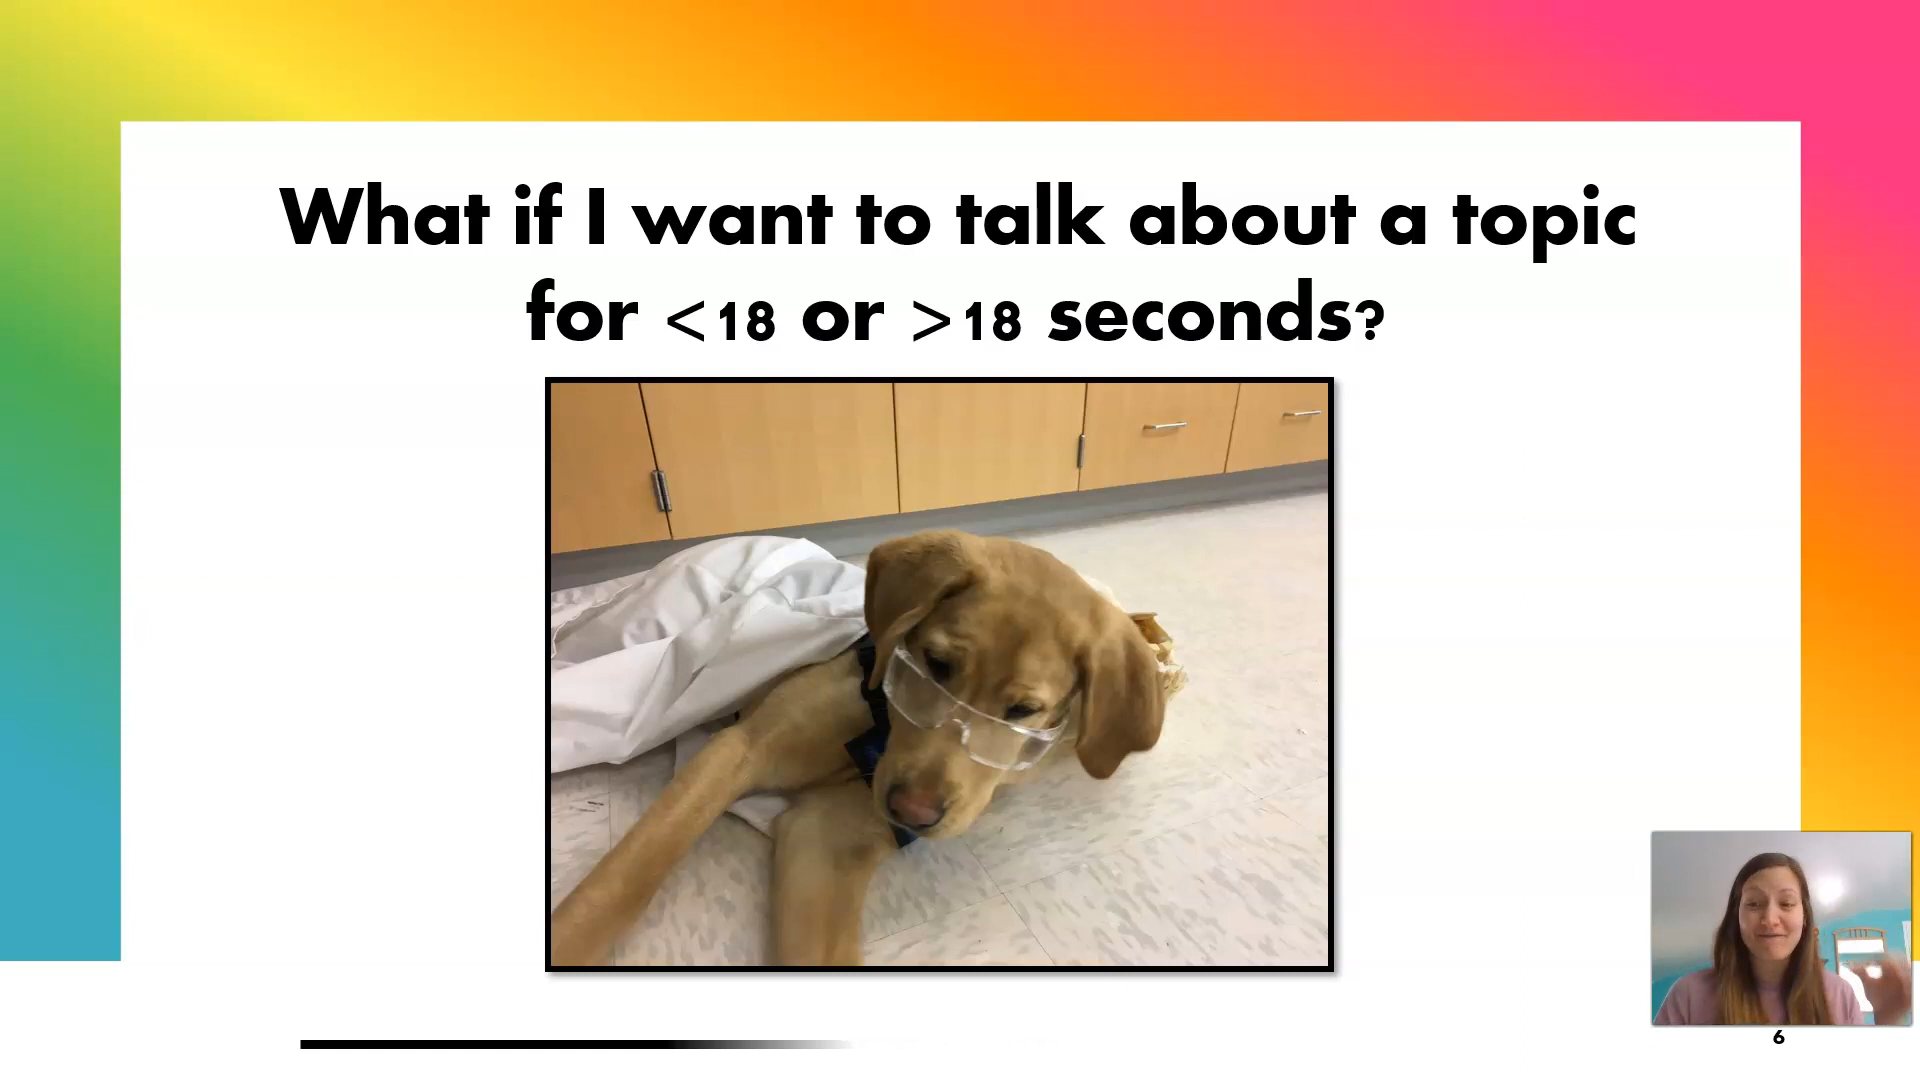 What if I want to talk about a topic
for <18 or >18 seconds?
6